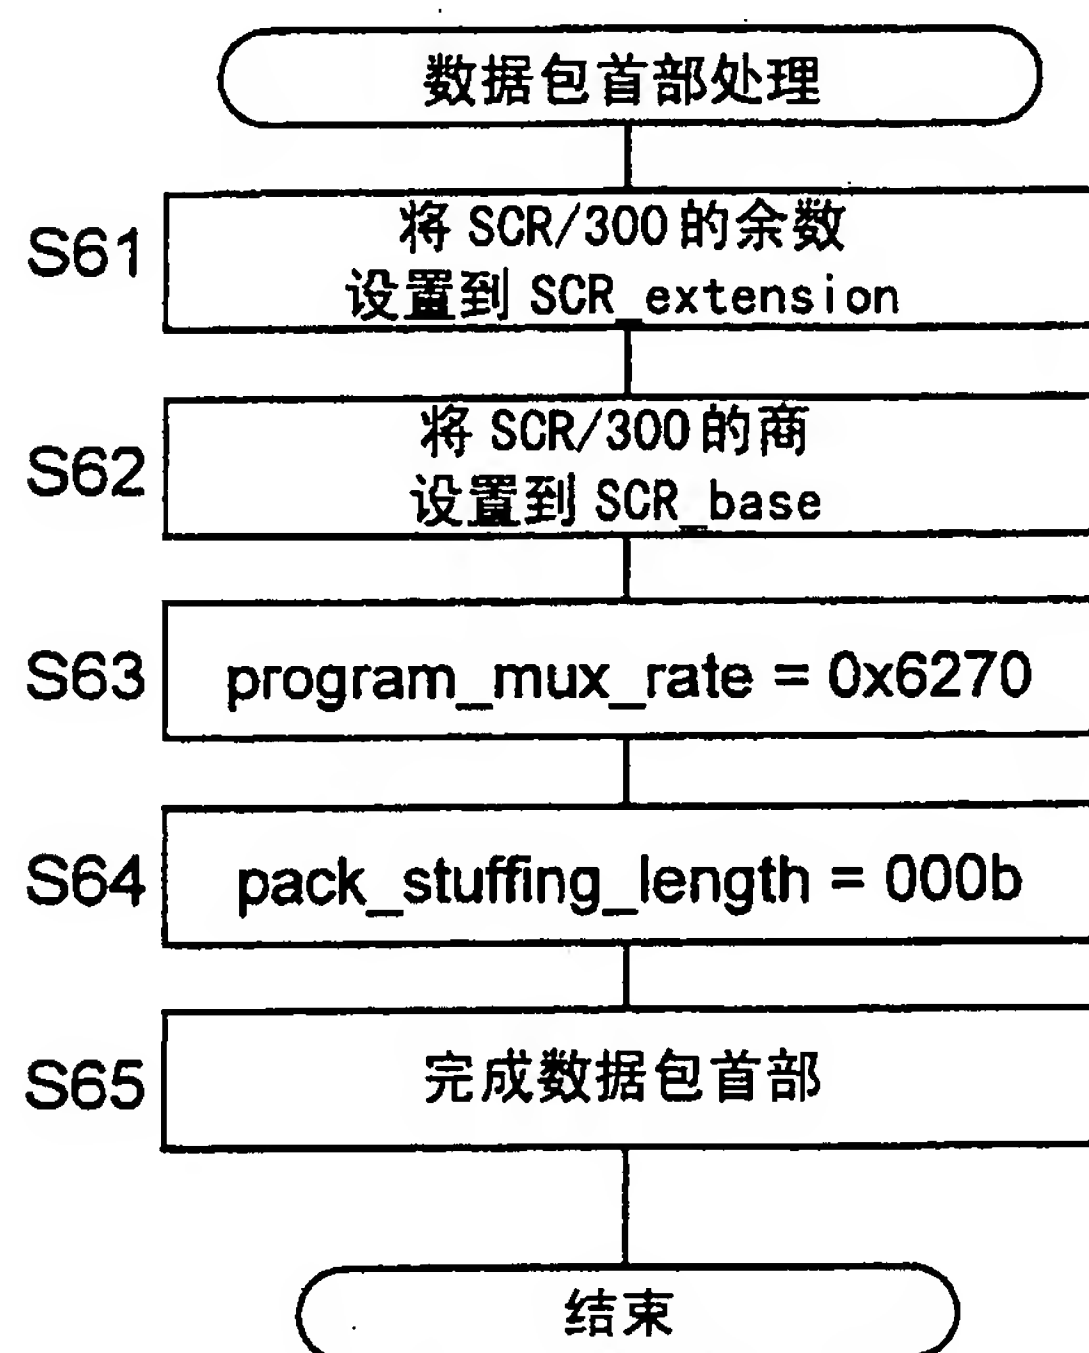 数据包首部处理
S61
将 SCR/300 的余数
设置到 SCR_extension
S62
将 SCR/300 的商
设置到 SCR_base
S63
program_mux_rate = 0x6270
S64
pack_stuffing_length = 000b
S65
完成数据包首部
结束